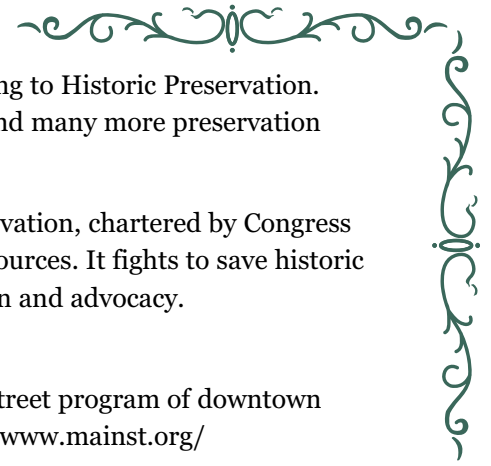 ng to Historic Preservation.
nd many more preservation
vation, chartered by Congress
ources. It fights to save historic
n and advocacy.
treet program of downtown
www.mainst.org/